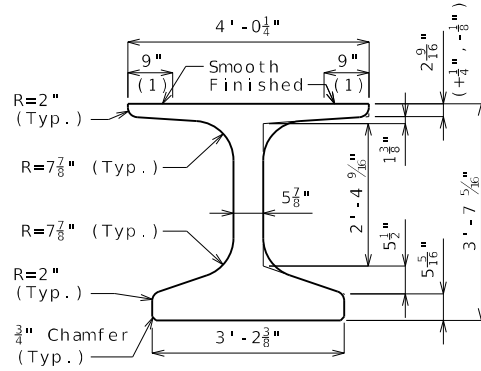 4'-0¼"
9" 9"
(1) (1)
Smooth
Finished
2 9/16"
(+¼", -⅛")
R=2"
(Typ.)
1⅜"
R=7⅞" (Typ.)
5⅞"
2'-4 9/16"
3'-7 5/16"
R=7⅞" (Typ.)
5½"
5 5/16"
R=2"
(Typ.)
¾" Chamfer
(Typ.)
3'-2⅜"